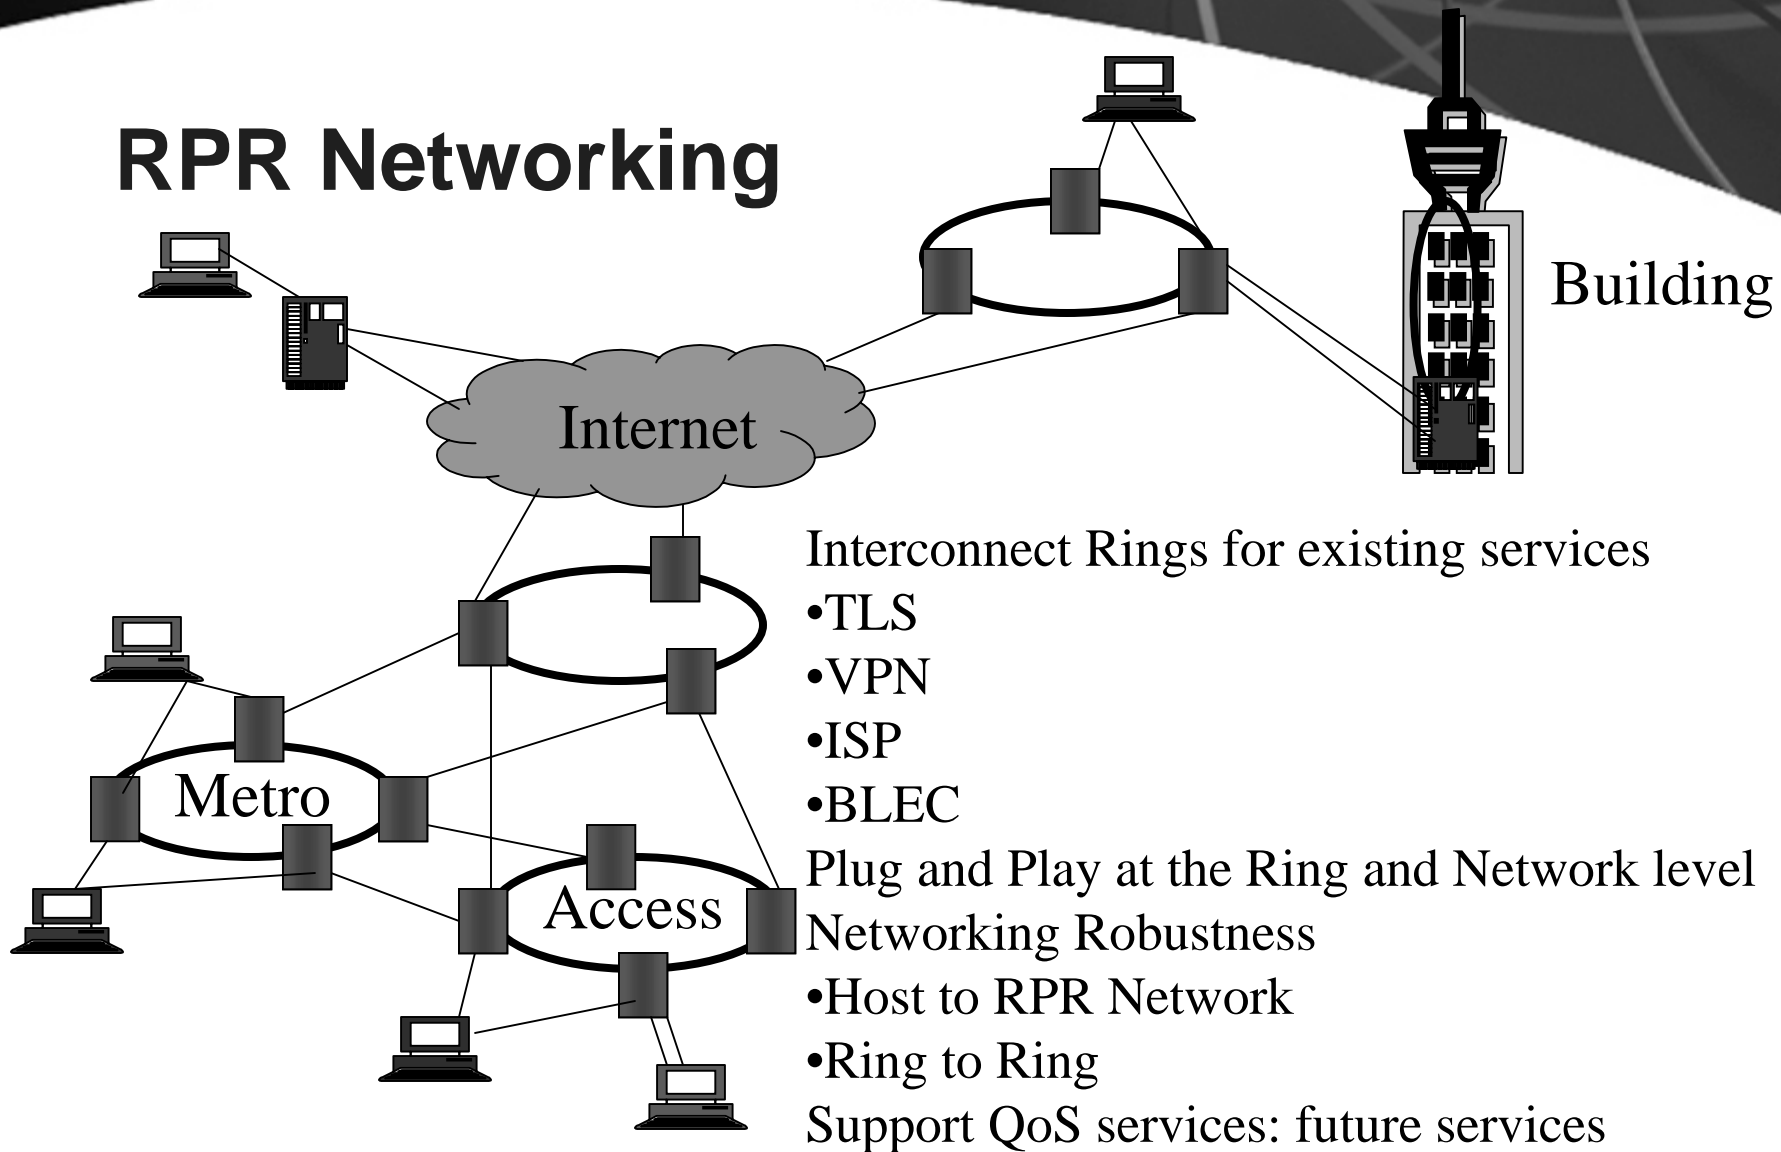 RPR Networking
Building
Internet
Interconnect Rings for existing services
•TLS
•VPN
•ISP
•BLEC
Plug and Play at the Ring and Network level
Networking Robustness
•Host to RPR Network
•Ring to Ring
Support QoS services: future services
Metro
Access